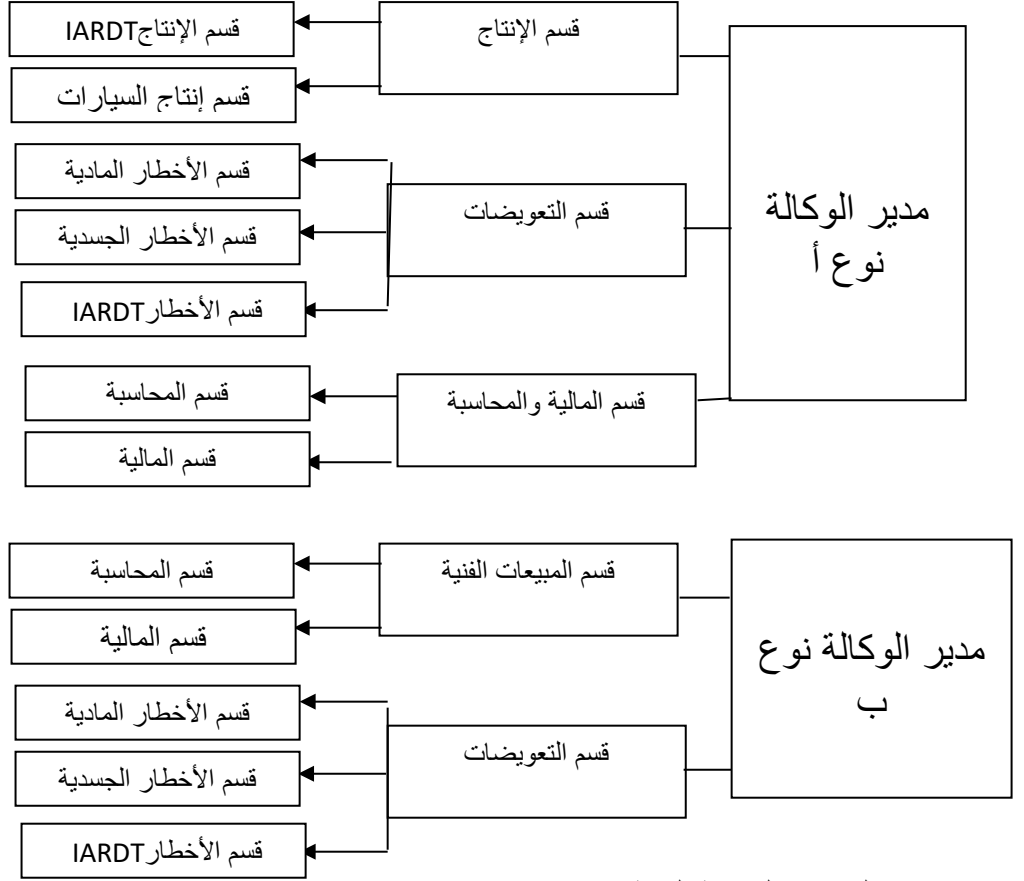 قسم الإنتاج
قسم الإنتاجIARDT
قسم إنتاج السيارات
مدير الوكالة
نوع أ
قسم التعويضات
قسم الأخطار المادية
قسم الأخطار الجسدية
قسم الأخطارIARDT
قسم المالية والمحاسبة
قسم المحاسبة
قسم المالية
مدير الوكالة نوع
ب
قسم المبيعات الفنية
قسم المحاسبة
قسم المالية
قسم التعويضات
قسم الأخطار المادية
قسم الأخطار الجسدية
قسم الأخطارIARDT